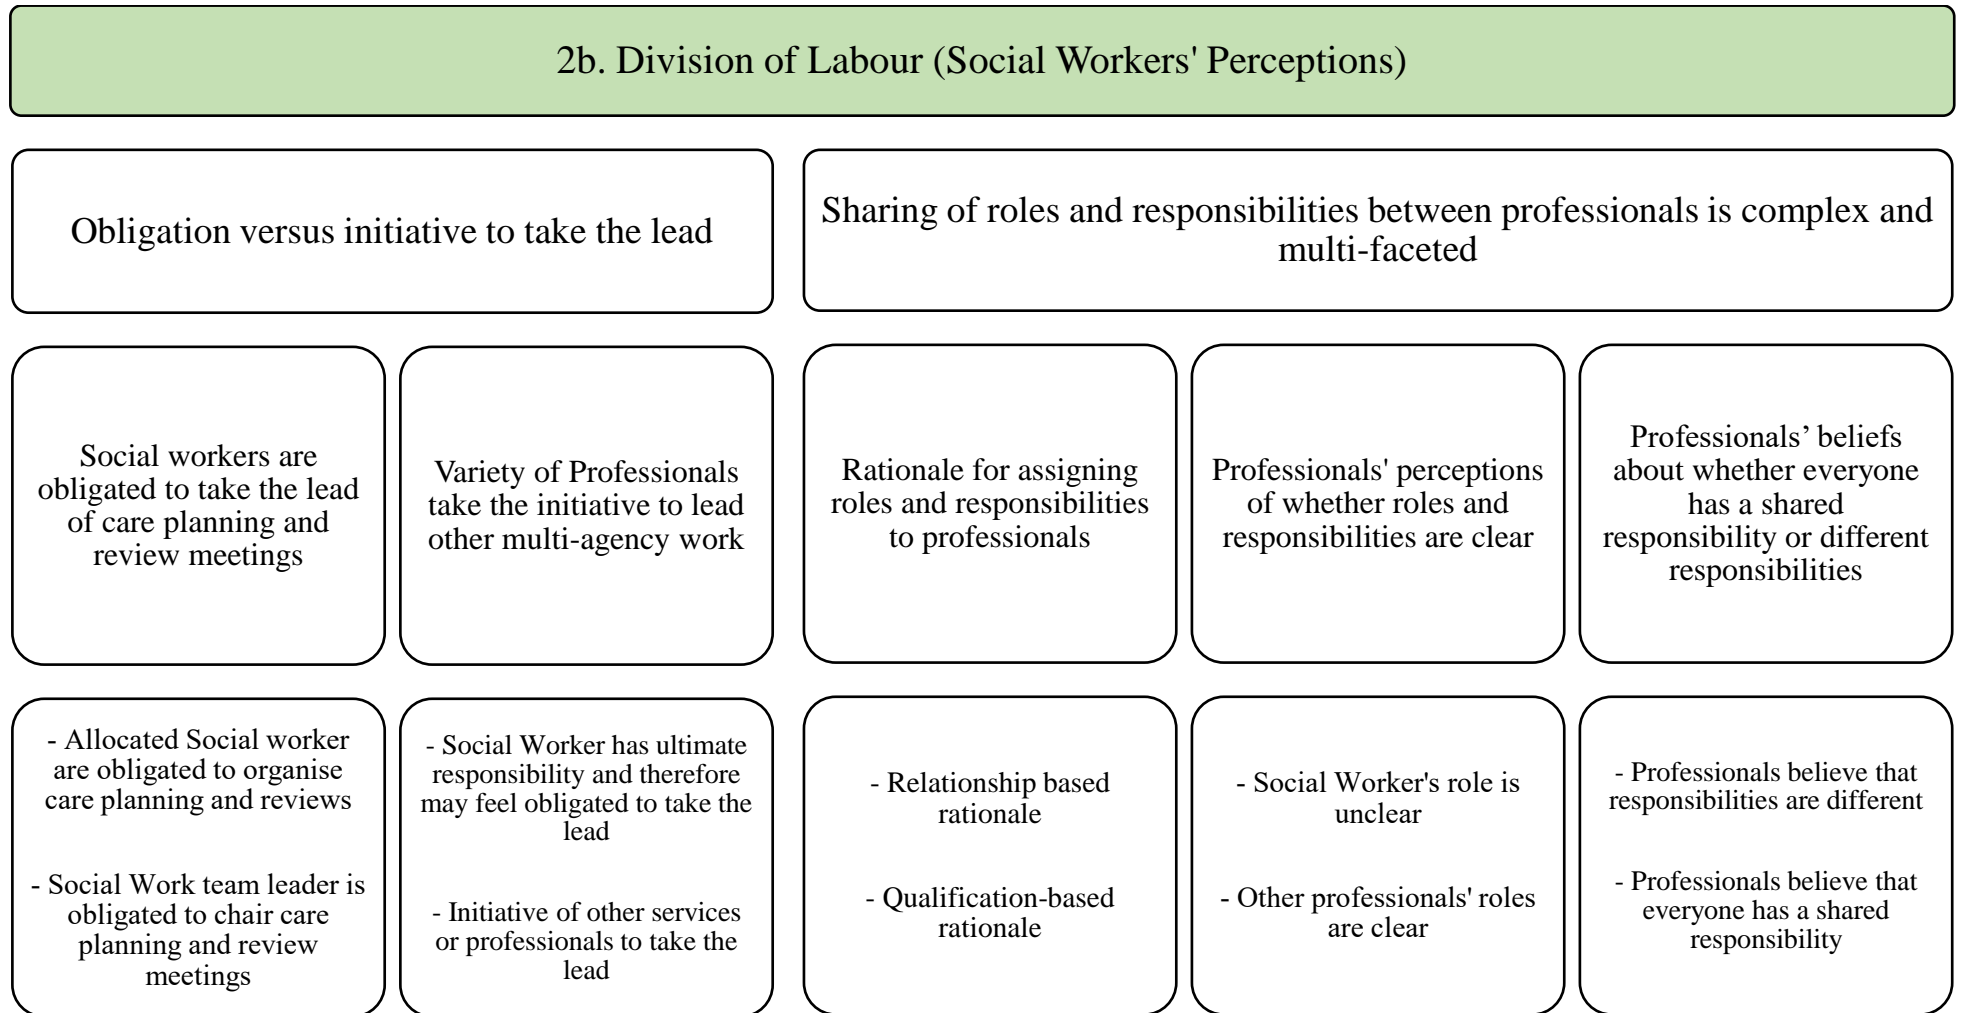 2b. Division of Labour (Social Workers' Perceptions)
Obligation versus initiative to take the lead
Sharing of roles and responsibilities between professionals is complex and
multi-faceted
Social workers are
obligated to take the lead
of care planning and
review meetings
Variety of Professionals
take the initiative to lead
other multi-agency work
Rationale for assigning
roles and responsibilities
to professionals
Professionals' perceptions
of whether roles and
responsibilities are clear
Professionals’ beliefs
about whether everyone
has a shared
responsibility or different
responsibilities
- Allocated Social worker
are obligated to organise
care planning and reviews
- Social Work team leader is
obligated to chair care
planning and review
meetings
- Social Worker has ultimate
responsibility and therefore
may feel obligated to take the
lead
- Initiative of other services
or professionals to take the
lead
- Relationship based
rationale
- Qualification-based
rationale
- Social Worker's role is
unclear
- Other professionals' roles
are clear
- Professionals believe that
responsibilities are different
- Professionals believe that
everyone has a shared
responsibility